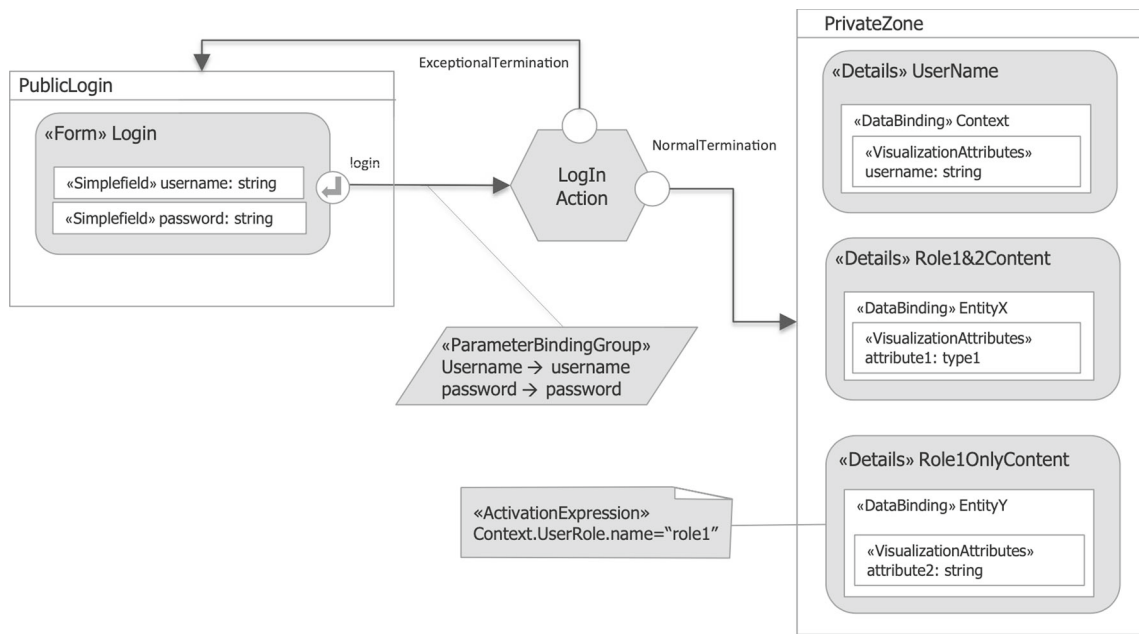 PrivateZone
«Details» UserName
«DataBinding» Context
«VisualizationAttributes»
username: string
ExceptionalTermination
PublicLogin
«Form» Login
!login
«Simplefield» username: string
«Simplefield» password: string
LogIn
Action
NormalTermination
«Details» Role1&2Content
«DataBinding» EntityX
«VisualizationAttributes»
attribute1: type1
«ParameterBindingGroup»
Username → username
password → password
«Details» Role1OnlyContent
«DataBinding» EntityY
«VisualizationAttributes»
attribute2: string
«ActivationExpression»
Context.UserRole.name=“role1”